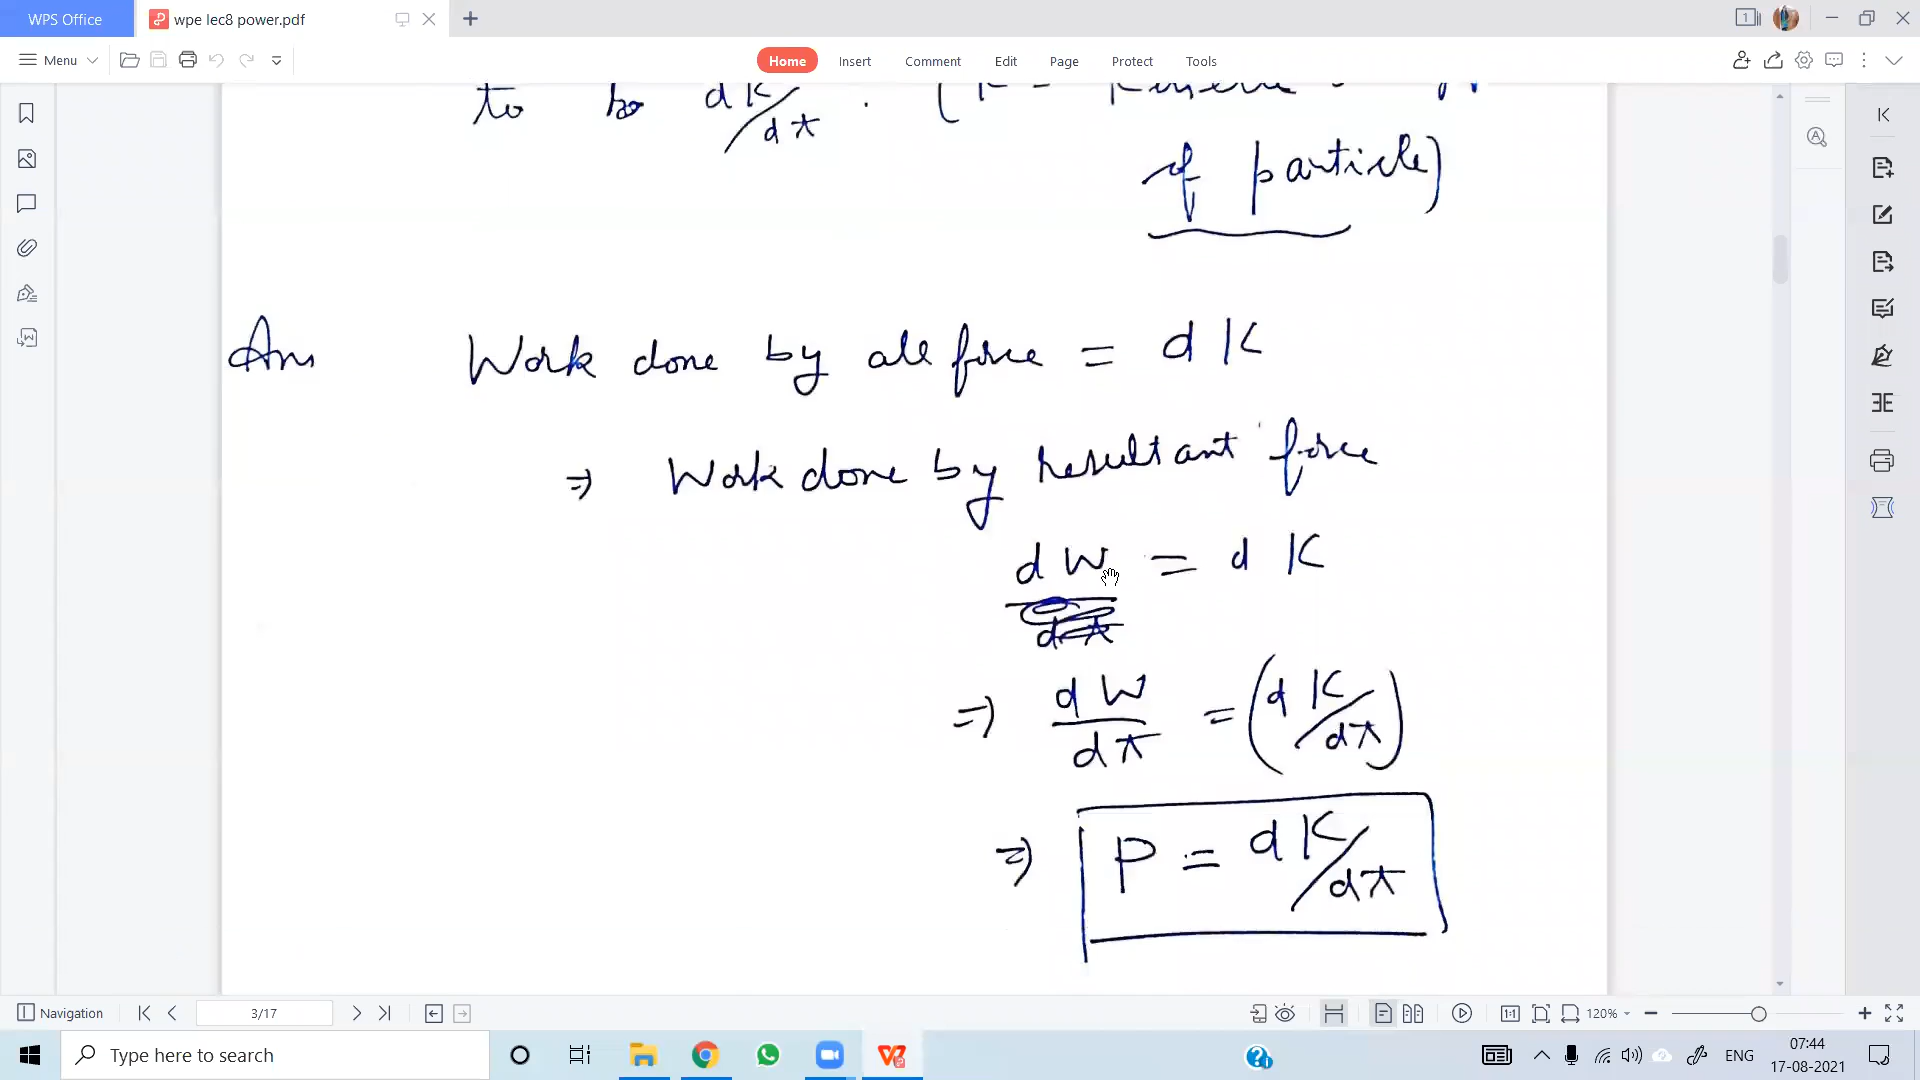 WPS Office
wpe lec8 power.pdf
Menu
Home Insert Comment Edit Page Protect Tools
to be dK/dt . (K =
of particle)
Ans Work done by all force = dK
=) Work done by resultant force
dW = dK
=) dW/dt = (dK/dt)
=) P = dK/dt
Navigation
3/17
1:1
120%
Type here to search
ENG
07:44
17-08-2021